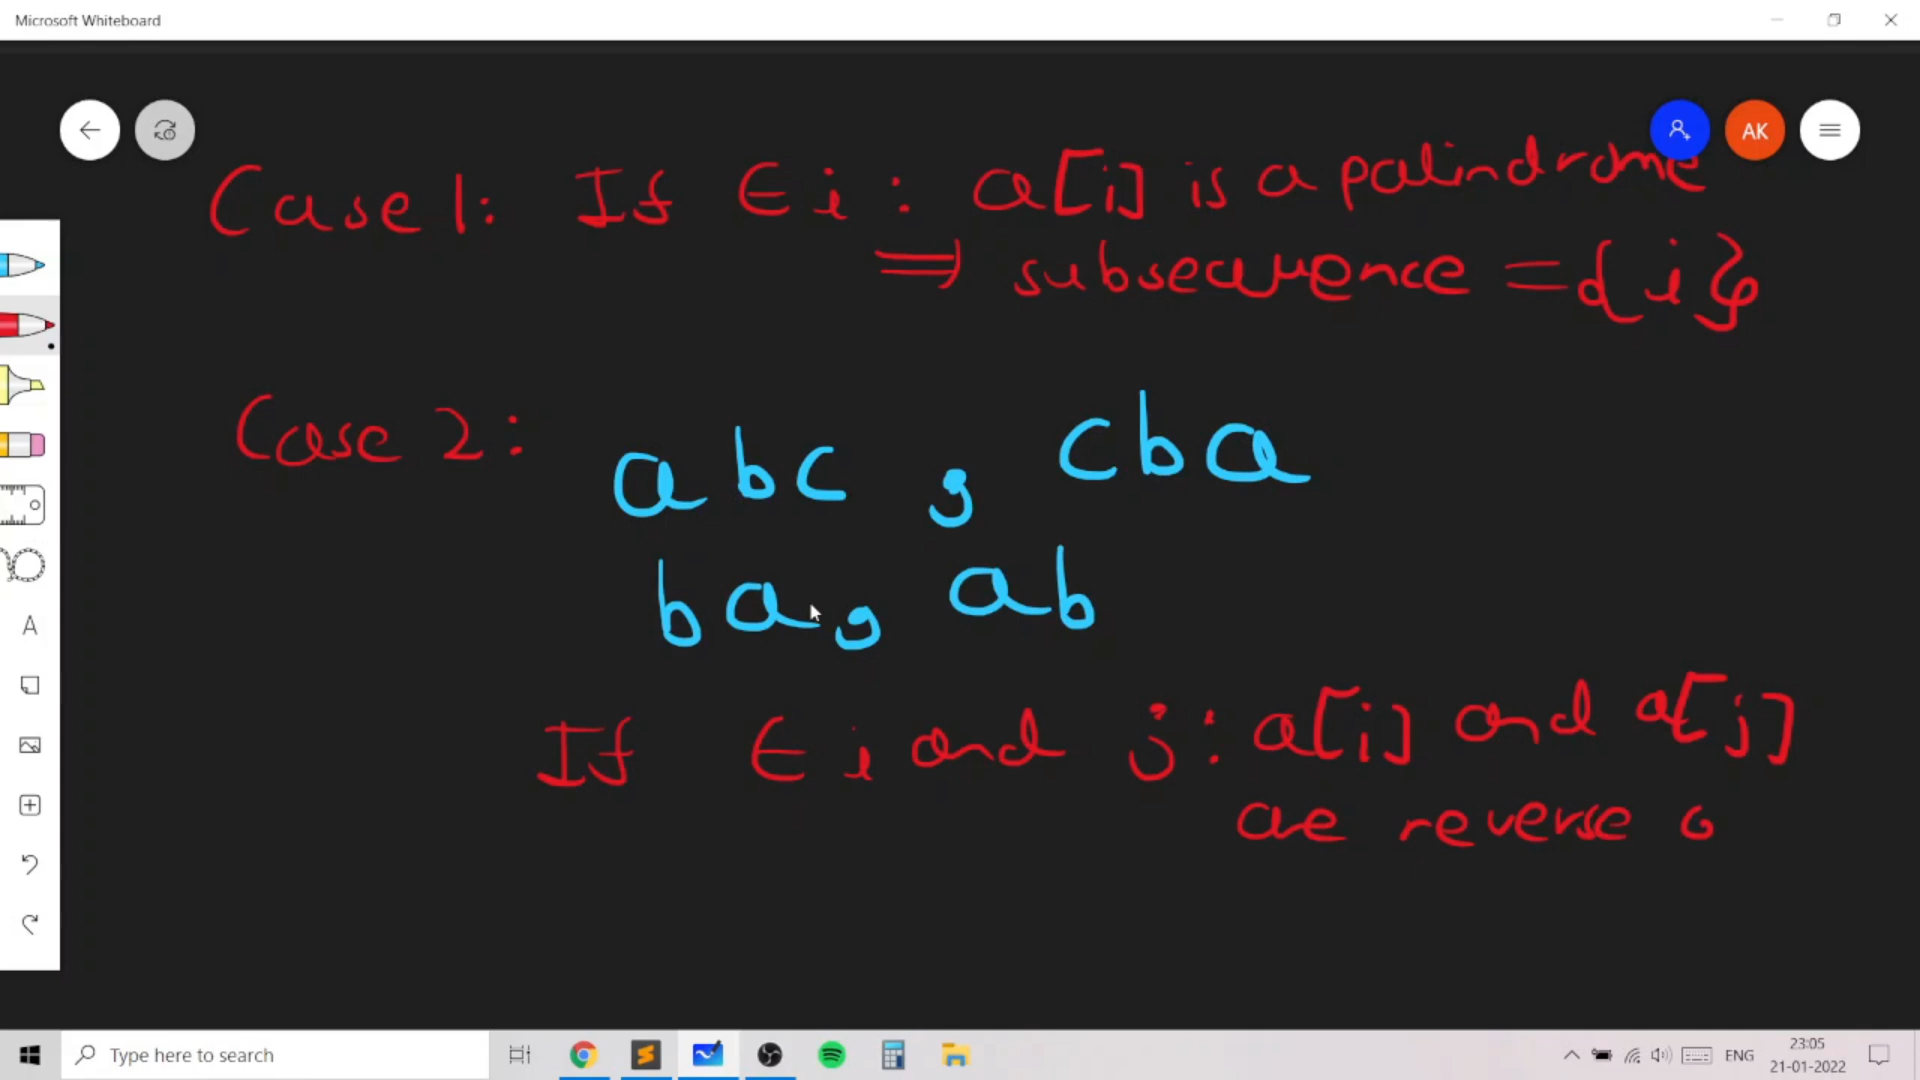 Microsoft Whiteboard
AK
Case 1: If ∈ i : a[i] is a palindrome
⇒ subsequence = {i}
Case 2:
abc, cba
ba, ab
If ∈ i and j : a[i] and a[j]
are reverse o
A
Type here to search
ENG
23:05
21-01-2022